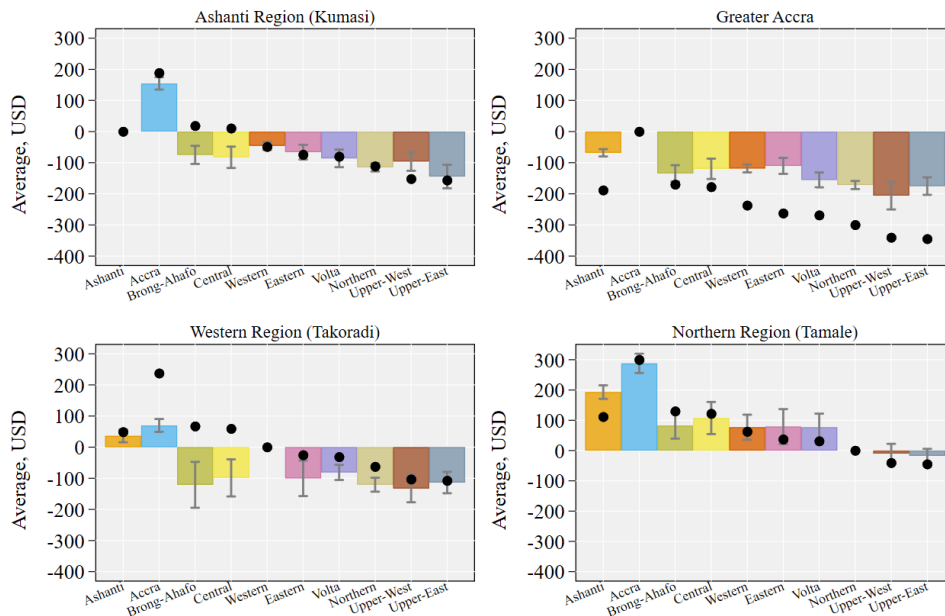 Ashanti Region (Kumasi)
300
200
100
0
-100
-200
-300
-400
Average, USD
Ashanti
Accra
Brong-Ahafo
Central
Western
Eastern
Volta
Northern
Upper-West
Upper-East
Greater Accra
300
200
100
0
-100
-200
-300
-400
Average, USD
Ashanti
Accra
Brong-Ahafo
Central
Western
Eastern
Volta
Northern
Upper-West
Upper-East
Western Region (Takoradi)
300
200
100
0
-100
-200
-300
-400
Average, USD
Ashanti
Accra
Brong-Ahafo
Central
Western
Eastern
Volta
Northern
Upper-West
Upper-East
Northern Region (Tamale)
300
200
100
0
-100
-200
-300
-400
Average, USD
Ashanti
Accra
Brong-Ahafo
Central
Western
Eastern
Volta
Northern
Upper-West
Upper-East